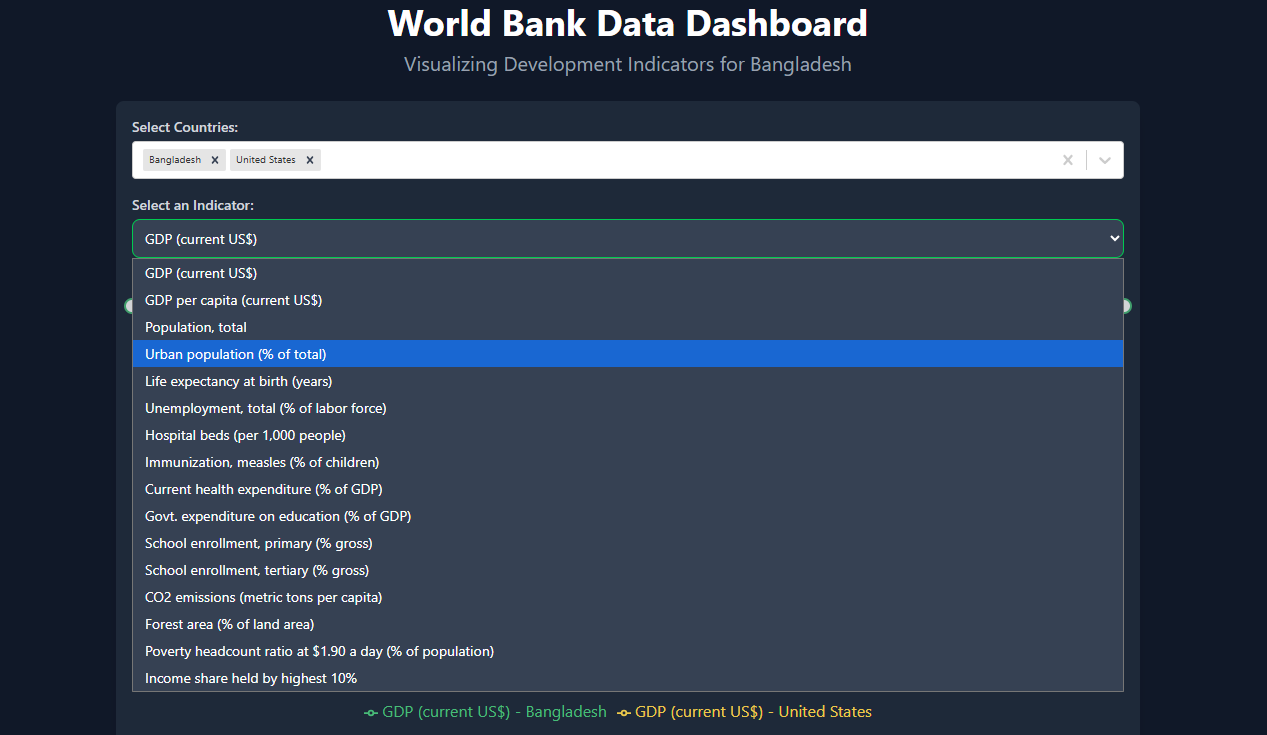 World Bank Data Dashboard
Visualizing Development Indicators for Bangladesh
Select Countries:
Bangladesh United States
Select an Indicator:
GDP (current US$)
GDP (current US$)
GDP per capita (current US$)
Population, total
Urban population (% of total)
Life expectancy at birth (years)
Unemployment, total (% of labor force)
Hospital beds (per 1,000 people)
Immunization, measles (% of children)
Current health expenditure (% of GDP)
Govt. expenditure on education (% of GDP)
School enrollment, primary (% gross)
School enrollment, tertiary (% gross)
CO2 emissions (metric tons per capita)
Forest area (% of land area)
Poverty headcount ratio at $1.90 a day (% of population)
Income share held by highest 10%
GDP (current US$) - Bangladesh GDP (current US$) - United States